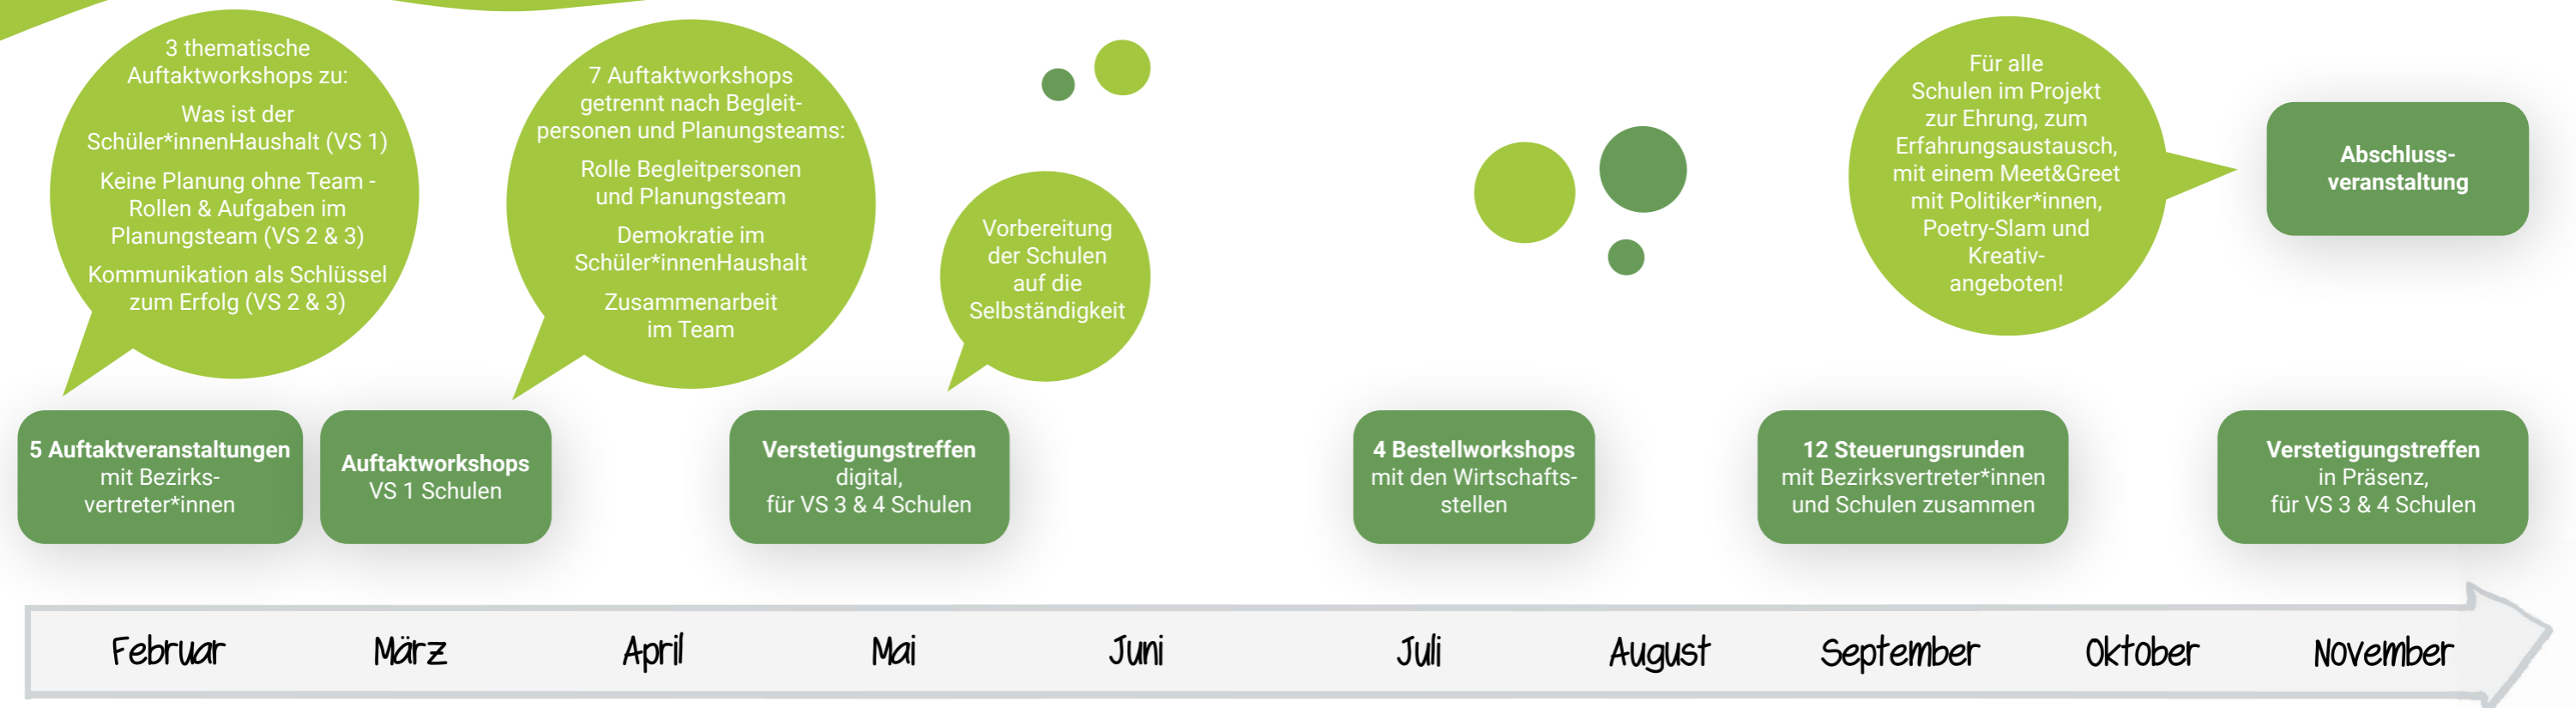 3 thematische
Auftaktworkshops zu:
Was ist der
Schüler*innenHaushalt (VS 1)
Keine Planung ohne Team -
Rollen & Aufgaben im
Planungsteam (VS 2 & 3)
Kommunikation als Schlüssel
zum Erfolg (VS 2 & 3)
7 Auftaktworkshops
getrennt nach Begleit-
personen und Planungsteams:
Rolle Begleitpersonen
und Planungsteam
Demokratie im
Schüler*innenHaushalt
Zusammenarbeit
im Team
Vorbereitung
der Schulen
auf die
Selbständigkeit
Für alle
Schulen im Projekt
zur Ehrung, zum
Erfahrungsaustausch,
mit einem Meet&Greet
mit Politiker*innen,
Poetry-Slam und
Kreativ-
angeboten!
Abschluss-
veranstaltung
5 Auftaktveranstaltungen
mit Bezirks-
vertreter*innen
Auftaktworkshops
VS 1 Schulen
Verstetigungstreffen
digital,
für VS 3 & 4 Schulen
4 Bestellworkshops
mit den Wirtschafts-
stellen
12 Steuerungsrunden
mit Bezirksvertreter*innen
und Schulen zusammen
Verstetigungstreffen
in Präsenz,
für VS 3 & 4 Schulen
Februar März April Mai Juni Juli August September Oktober November